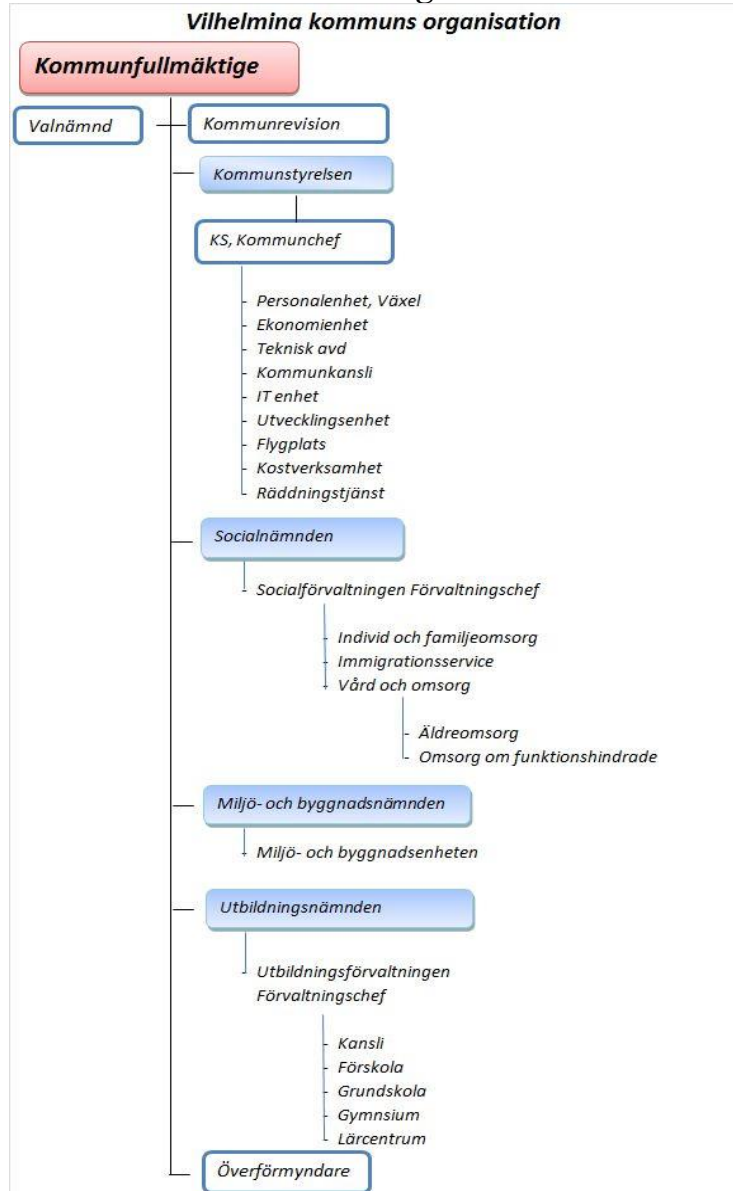 Vilhelmina kommuns organisation
Kommunfullmäktige
Valnämnd
Kommunrevision
Kommunstyrelsen
KS, Kommunchef
- Personalenhet, Växel
- Ekonomienhet
- Teknisk avd
- Kommunkansli
- IT enhet
- Utvecklingsenhet
- Flygplats
- Kostverksamhet
- Räddningstjänst
Socialnämnden
- Socialförvaltningen Förvaltningschef
- Individ och familjeomsorg
- Immigrationsservice
- Vård och omsorg
- Äldreomsorg
- Omsorg om funktionshindrade
Miljö- och byggnadsnämnden
- Miljö- och byggnadsenheten
Utbildningsnämnden
- Utbildningsförvaltningen
Förvaltningschef
- Kansli
- Förskola
- Grundskola
- Gymnsium
- Lärcentrum
Överförmyndare